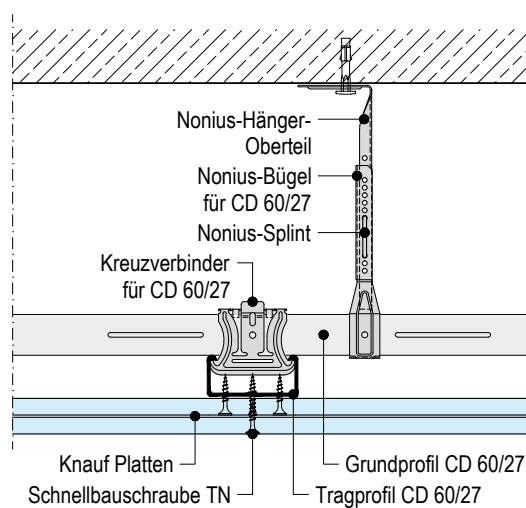 Nonius-Hänger-
Oberteil
Nonius-Bügel
für CD 60/27
Nonius-Splint
Kreuzverbinder
für CD 60/27
Knauf Platten
Grundprofil CD 60/27
Schnellbauschraube TN
Tragprofil CD 60/27